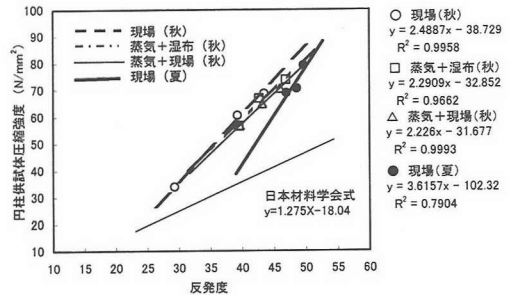 円柱供試体圧縮強度 (N/mm²)
100
90
80
70
60
50
40
30
20
10
10 15 20 25 30 35 40 45 50 55 60
反発度
現場(秋)
蒸気+湿布(秋)
蒸気+現場(秋)
現場(夏)
日本材料学会式
y=1.275X-18.04
現場(秋)
y = 2.4887x - 38.729
R² = 0.9958
蒸気+湿布(秋)
y = 2.2909x - 32.852
R² = 0.9662
蒸気+現場(秋)
y = 2.226x - 31.677
R² = 0.9993
現場(夏)
y = 3.6157x - 102.32
R² = 0.7904